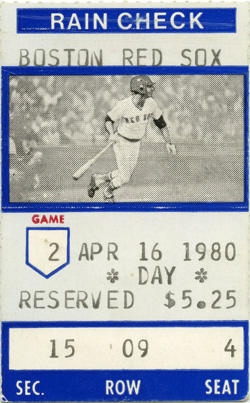 RAIN CHECK
BOSTON RED SOX
RED SOX
GAME
2 APR 16 1980
* DAY *
RESERVED $5.25
15 09 4
SEC. ROW SEAT